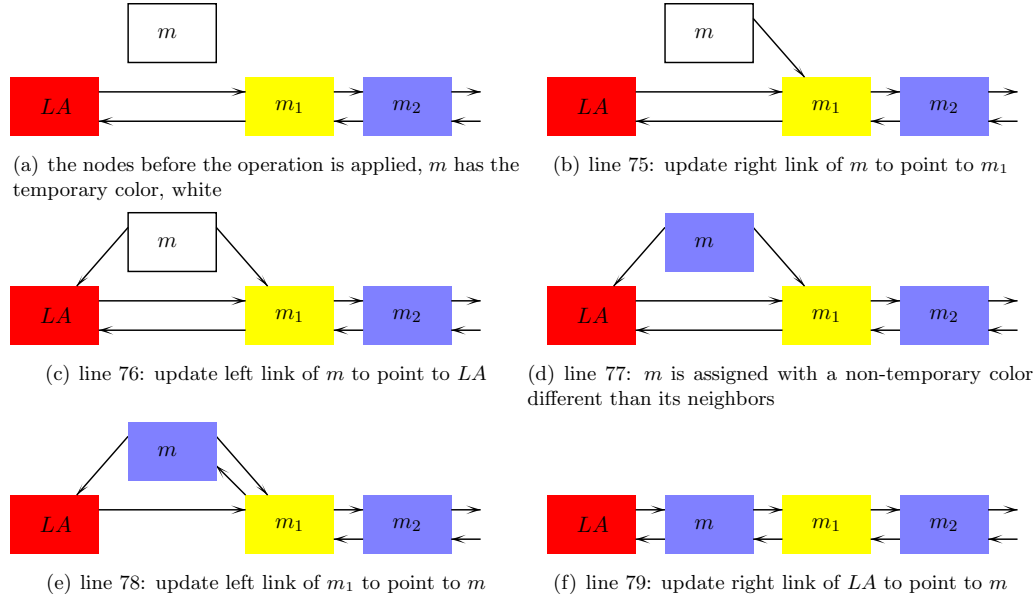 m
m
LA
m1
m2
LA
m1
m2
(a) the nodes before the operation is applied, m has the
temporary color, white
(b) line 75: update right link of m to point to m1
m
m
LA
m1
m2
LA
m1
m2
(c) line 76: update left link of m to point to LA
(d) line 77: m is assigned with a non-temporary color
different than its neighbors
m
LA
m1
m2
LA
m
m1
m2
(e) line 78: update left link of m1 to point to m
(f) line 79: update right link of LA to point to m